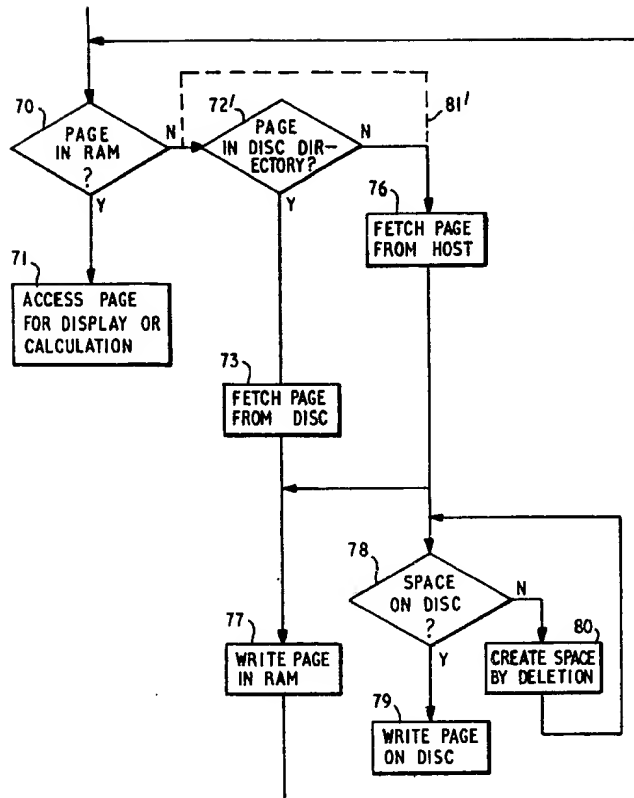 70
PAGE
IN RAM
?
N
Y
72'
PAGE
IN DISC DIR-
ECTORY?
N
Y
81'
76
FETCH PAGE
FROM HOST
71
ACCESS PAGE
FOR DISPLAY OR
CALCULATION
73
FETCH PAGE
FROM DISC
78
SPACE
ON DISC
?
N
Y
77
WRITE PAGE
IN RAM
80
CREATE SPACE
BY DELETION
79
WRITE PAGE
ON DISC